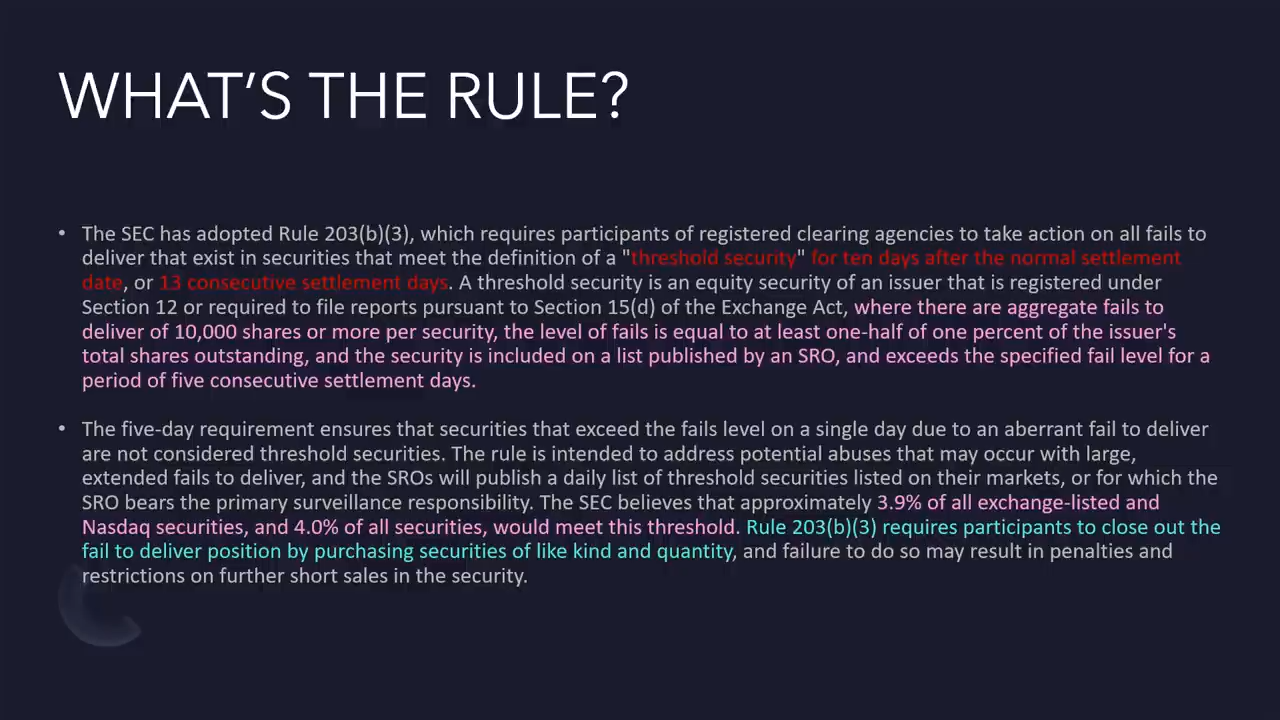 WHAT'S THE RULE?
• The SEC has adopted Rule 203(b)(3), which requires participants of registered clearing agencies to take action on all fails to
deliver that exist in securities that meet the definition of a "threshold security" for ten days after the normal settlement
date, or 13 consecutive settlement days. A threshold security is an equity security of an issuer that is registered under
Section 12 or required to file reports pursuant to Section 15(d) of the Exchange Act, where there are aggregate fails to
deliver of 10,000 shares or more per security, the level of fails is equal to at least one-half of one percent of the issuer's
total shares outstanding, and the security is included on a list published by an SRO, and exceeds the specified fail level for a
period of five consecutive settlement days.
• The five-day requirement ensures that securities that exceed the fails level on a single day due to an aberrant fail to deliver
are not considered threshold securities. The rule is intended to address potential abuses that may occur with large,
extended fails to deliver, and the SROs will publish a daily list of threshold securities listed on their markets, or for which the
SRO bears the primary surveillance responsibility. The SEC believes that approximately 3.9% of all exchange-listed and
Nasdaq securities, and 4.0% of all securities, would meet this threshold. Rule 203(b)(3) requires participants to close out the
fail to deliver position by purchasing securities of like kind and quantity, and failure to do so may result in penalties and
restrictions on further short sales in the security.